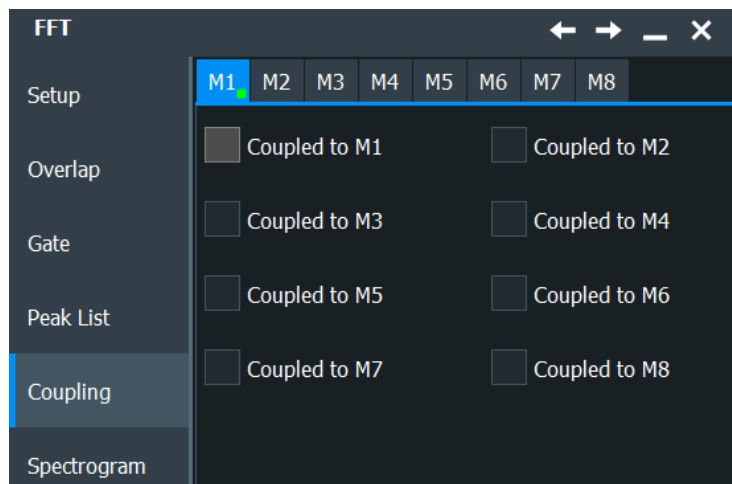 FFT
Setup
Overlap
Gate
Peak List
Coupling
Spectrogram
M1 M2 M3 M4 M5 M6 M7 M8
Coupled to M1 Coupled to M2
Coupled to M3 Coupled to M4
Coupled to M5 Coupled to M6
Coupled to M7 Coupled to M8